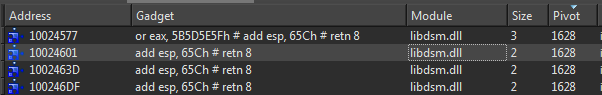 Address Gadget Module Size Pivot
10024577 or eax, 5B5D5E5Fh # add esp, 65Ch # retn 8 libdsm.dll 3 1628
10024601 add esp, 65Ch # retn 8 libdsm.dll 2 1628
1002463D add esp, 65Ch # retn 8 libdsm.dll 2 1628
100246DF add esp, 65Ch # retn 8 libdsm.dll 2 1628